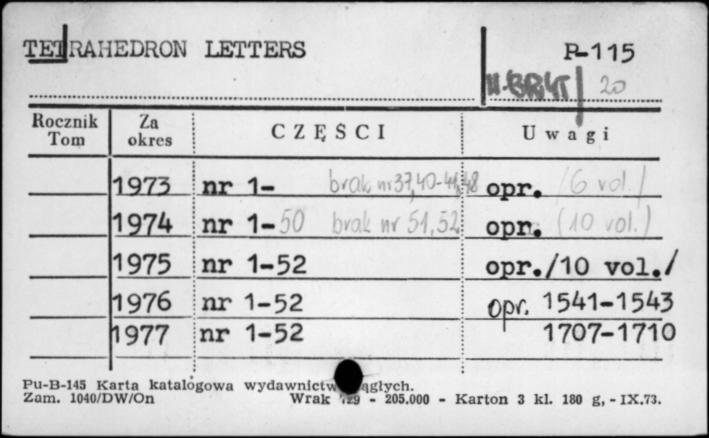 TETRAHEDRON LETTERS P-115
20
Rocznik Tom Za okres CZĘŚCI Uwagi
1973 nr 1- brak nr 37,40-44,48 opr. (6 vol.)
1974 nr 1-50 brak nr 51,52 opr. (10 vol.)
1975 nr 1-52 opr./10 vol./
1976 nr 1-52 opr. 1541-1543
1977 nr 1-52 1707-1710
Pu-B-145 Karta katalogowa wydawnictw ągłych.
Zam. 1040/DW/On Wrak 729 - 205.000 - Karton 3 kl. 180 g, - IX.73.